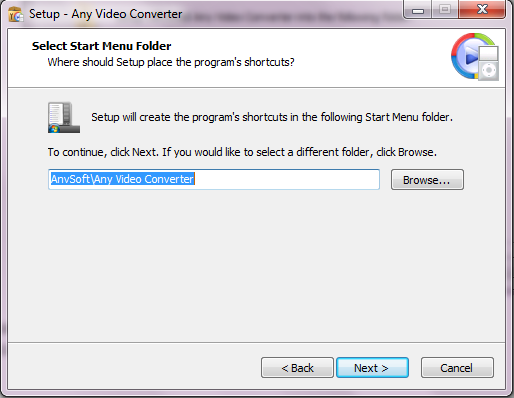 Setup - Any Video Converter
Select Start Menu Folder
Where should Setup place the program's shortcuts?
Setup will create the program's shortcuts in the following Start Menu folder.
To continue, click Next. If you would like to select a different folder, click Browse.
AnvSoft\Any Video Converter
Browse...
< Back
Next >
Cancel